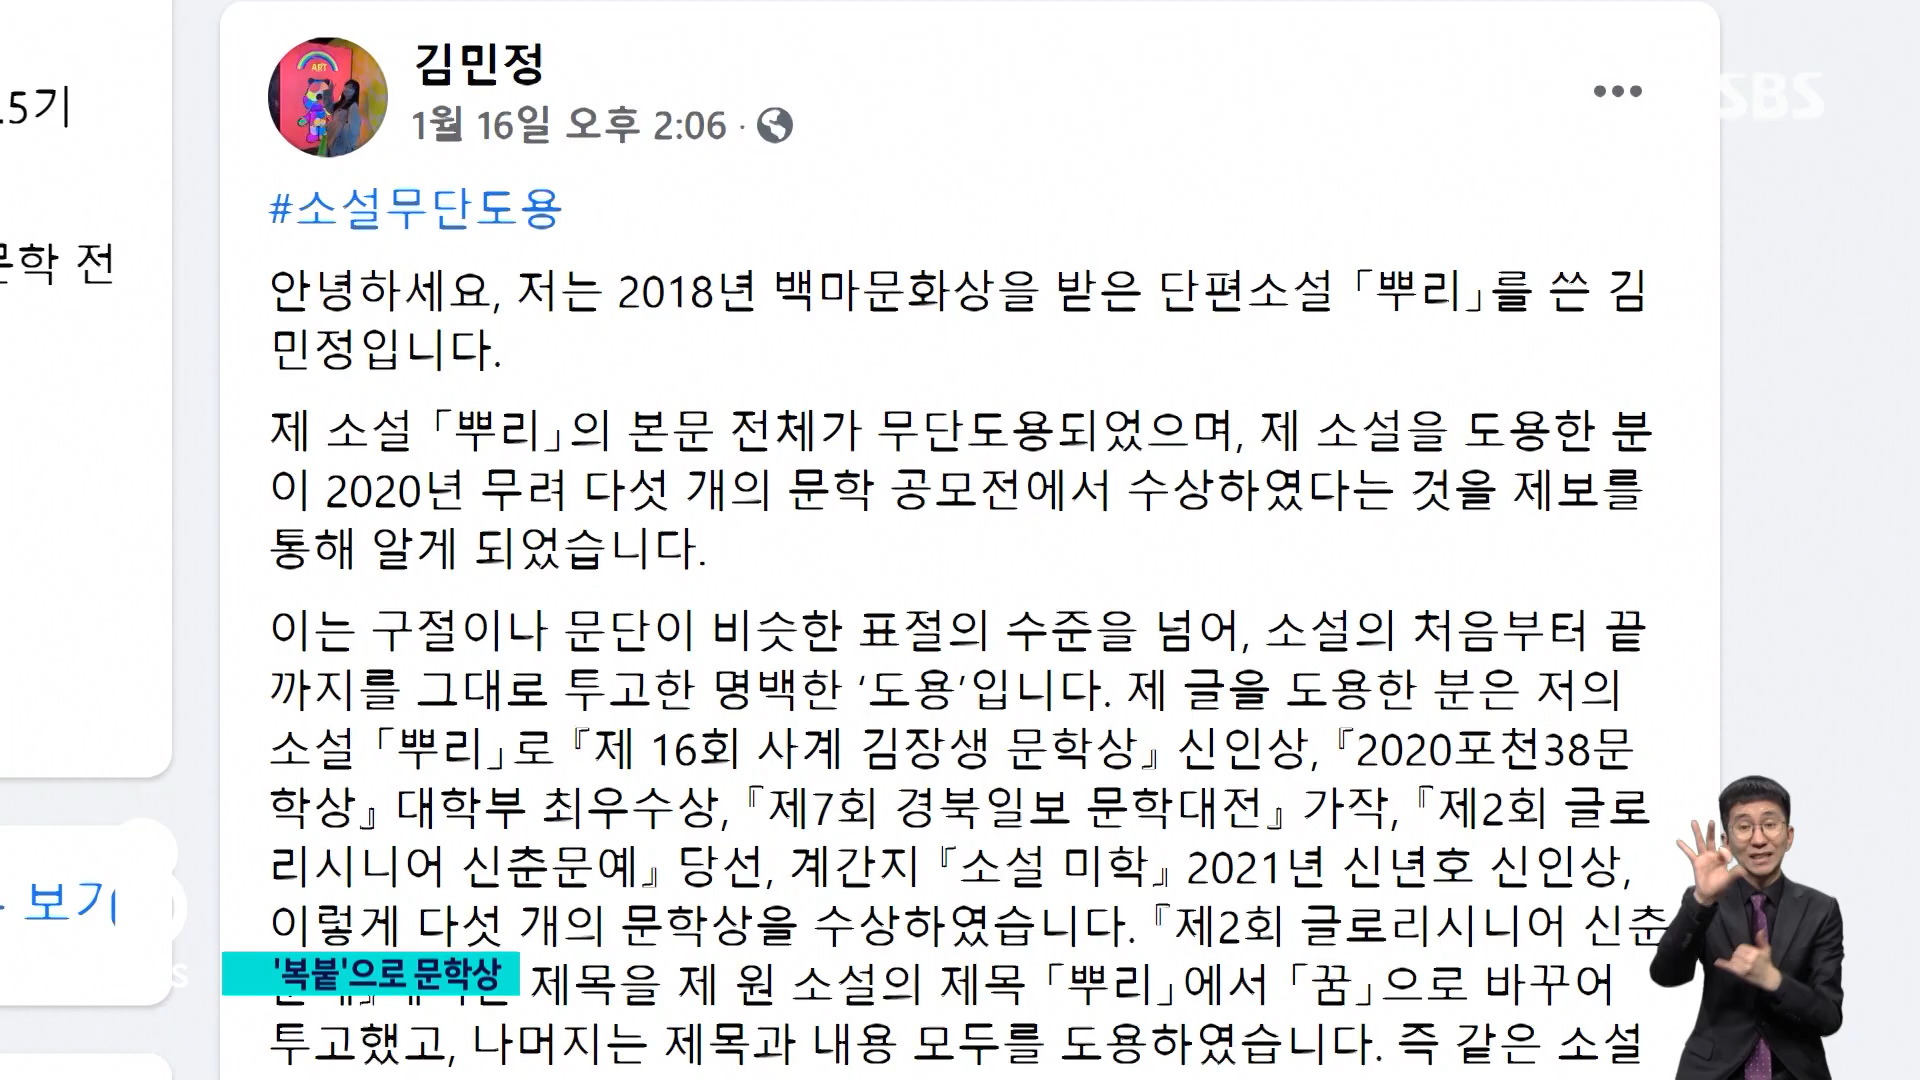 .5기
문학 전
보기
김민정
1월 16일 오후 2:06 ·
SBS
ART
#소설무단도용
안녕하세요, 저는 2018년 백마문화상을 받은 단편소설 「뿌리」를 쓴 김
민정입니다.
제 소설 「뿌리」의 본문 전체가 무단도용되었으며, 제 소설을 도용한 분
이 2020년 무려 다섯 개의 문학 공모전에서 수상하였다는 것을 제보를
통해 알게 되었습니다.
이는 구절이나 문단이 비슷한 표절의 수준을 넘어, 소설의 처음부터 끝
까지를 그대로 투고한 명백한 ‘도용’입니다. 제 글을 도용한 분은 저의
소설 「뿌리」로 『제 16회 사계 김장생 문학상』 신인상, 『2020포천38문
학상』 대학부 최우수상, 『제7회 경북일보 문학대전』 가작, 『제2회 글로
리시니어 신춘문예』 당선, 계간지 『소설 미학』 2021년 신년호 신인상,
이렇게 다섯 개의 문학상을 수상하였습니다. 『제2회 글로리시니어 신춘
'복붙'으로 문학상
제목을 제 원 소설의 제목 「뿌리」에서 「꿈」으로 바꾸어
투고했고, 나머지는 제목과 내용 모두를 도용하였습니다. 즉 같은 소설